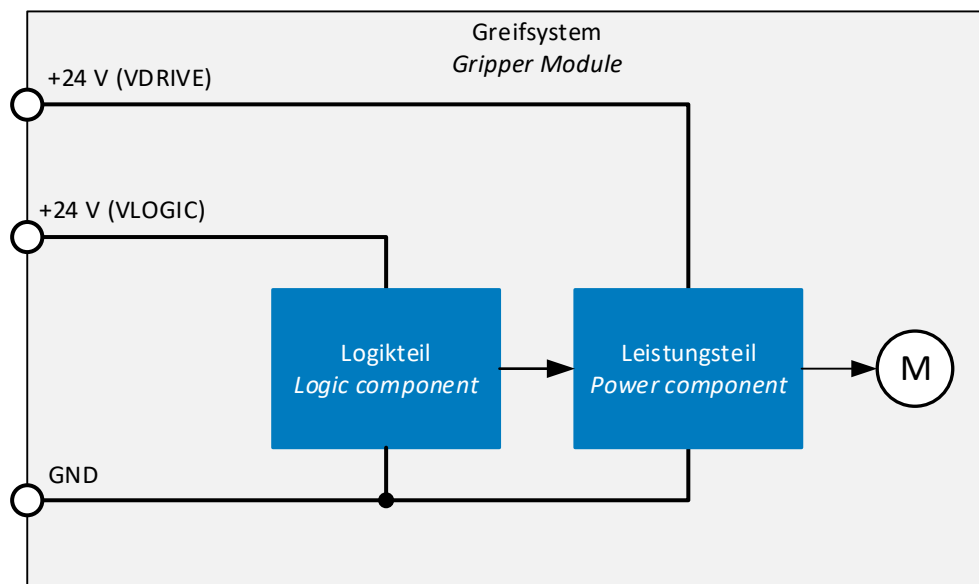 Greifsystem
Gripper Module
+24 V (VDRIVE)
+24 V (VLOGIC)
Logikteil
Logic component
Leistungsteil
Power component
M
GND